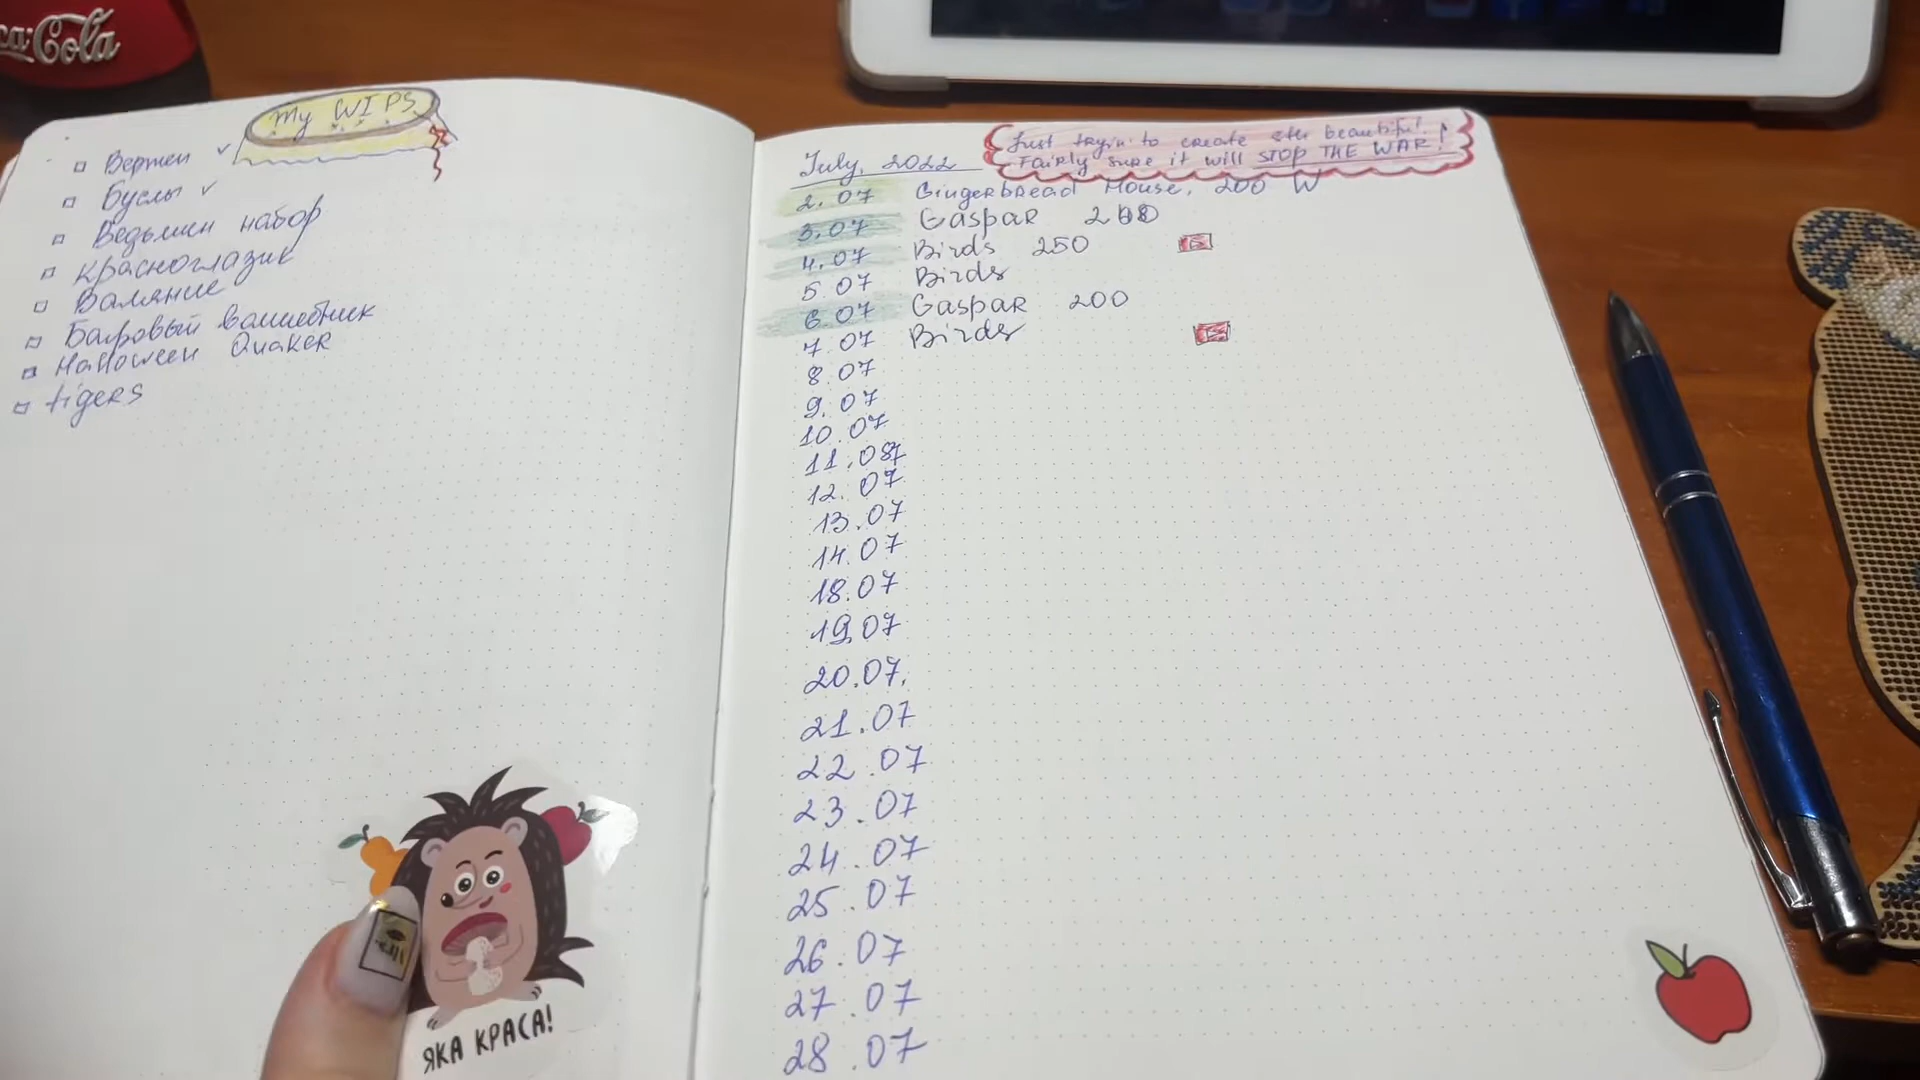 ca-Cola
My WIPS
Вертеп
Буслы
Ведьмин набор
Красноглазик
Валяние
Багровый волшебник
Halloween Quaker
tigers
ЯКА КРАСА!
July, 2022
Just tryin' to create sth beautiful!
Fairly sure it will STOP THE WAR!
2.07 Gingerbread House, 200 W
3.07 Gaspar 200
4.07 Birds 250
5.07 Birds
6.07 Gaspar 200
7.07 Birds
8.07
9.07
10.07
11.07
12.07
13.07
14.07
18.07
19.07
20.07.
21.07
22.07
23.07
24.07
25.07
26.07
27.07
28.07